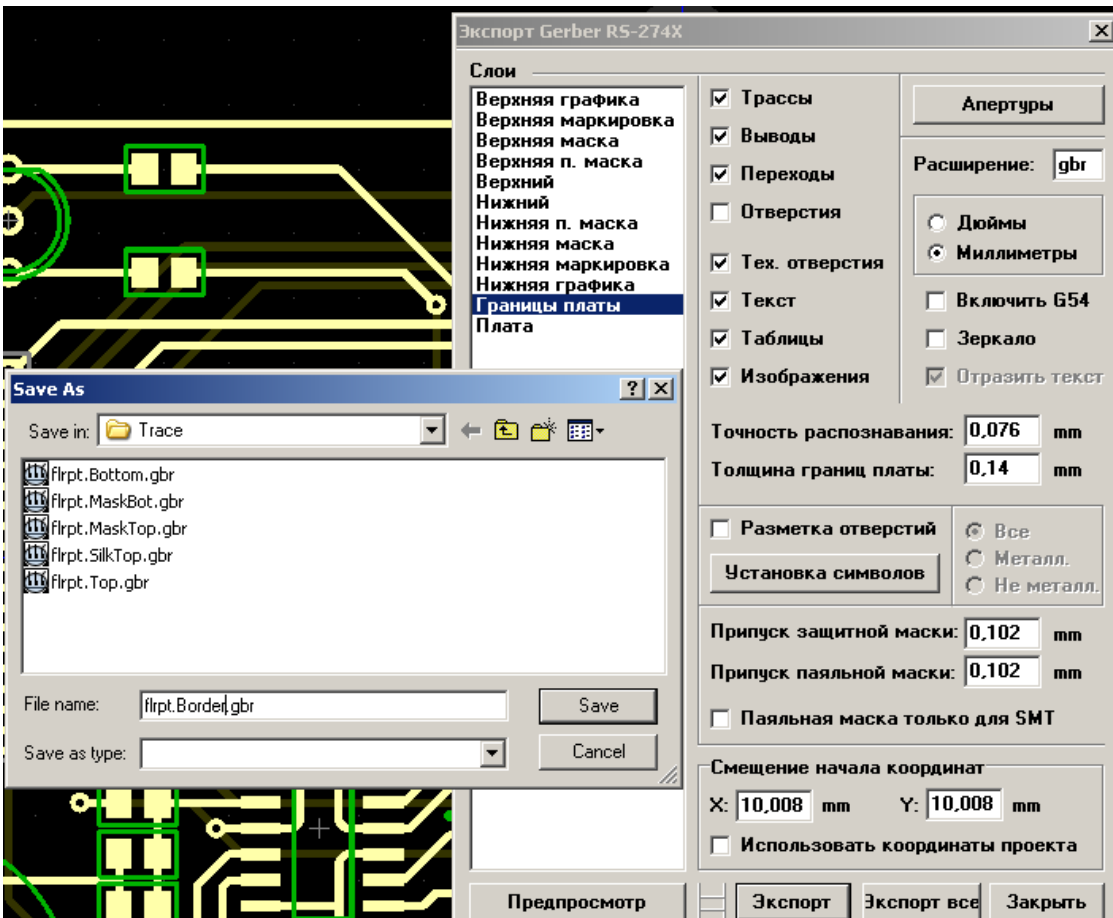 Экспорт Gerber RS-274X
Слои
Верхняя графика
Верхняя маркировка
Верхняя маска
Верхняя п. маска
Верхний
Нижний
Нижняя п. маска
Нижняя маска
Нижняя маркировка
Нижняя графика
Границы платы
Плата
Трассы
Выводы
Переходы
Отверстия
Тех. отверстия
Текст
Таблицы
Изображения
Апертуры
Расширение: gbr
Дюймы
Миллиметры
Включить G54
Зеркало
Отразить текст
Точность распознавания: 0,076 mm
Толщина границ платы: 0,14 mm
Разметка отверстий
Установка символов
Все
Металл.
Не металл.
Припуск защитной маски: 0,102 mm
Припуск паяльной маски: 0,102 mm
Паяльная маска только для SMT
Смещение начала координат
X: 10,008 mm Y: 10,008 mm
Использовать координаты проекта
Предпросмотр
Экспорт
Экспорт все
Закрыть
Save As
Save in: Trace
flrpt.Bottom.gbr
flrpt.MaskBot.gbr
flrpt.MaskTop.gbr
flrpt.SilkTop.gbr
flrpt.Top.gbr
File name: flrpt.Border.gbr
Save
Save as type:
Cancel